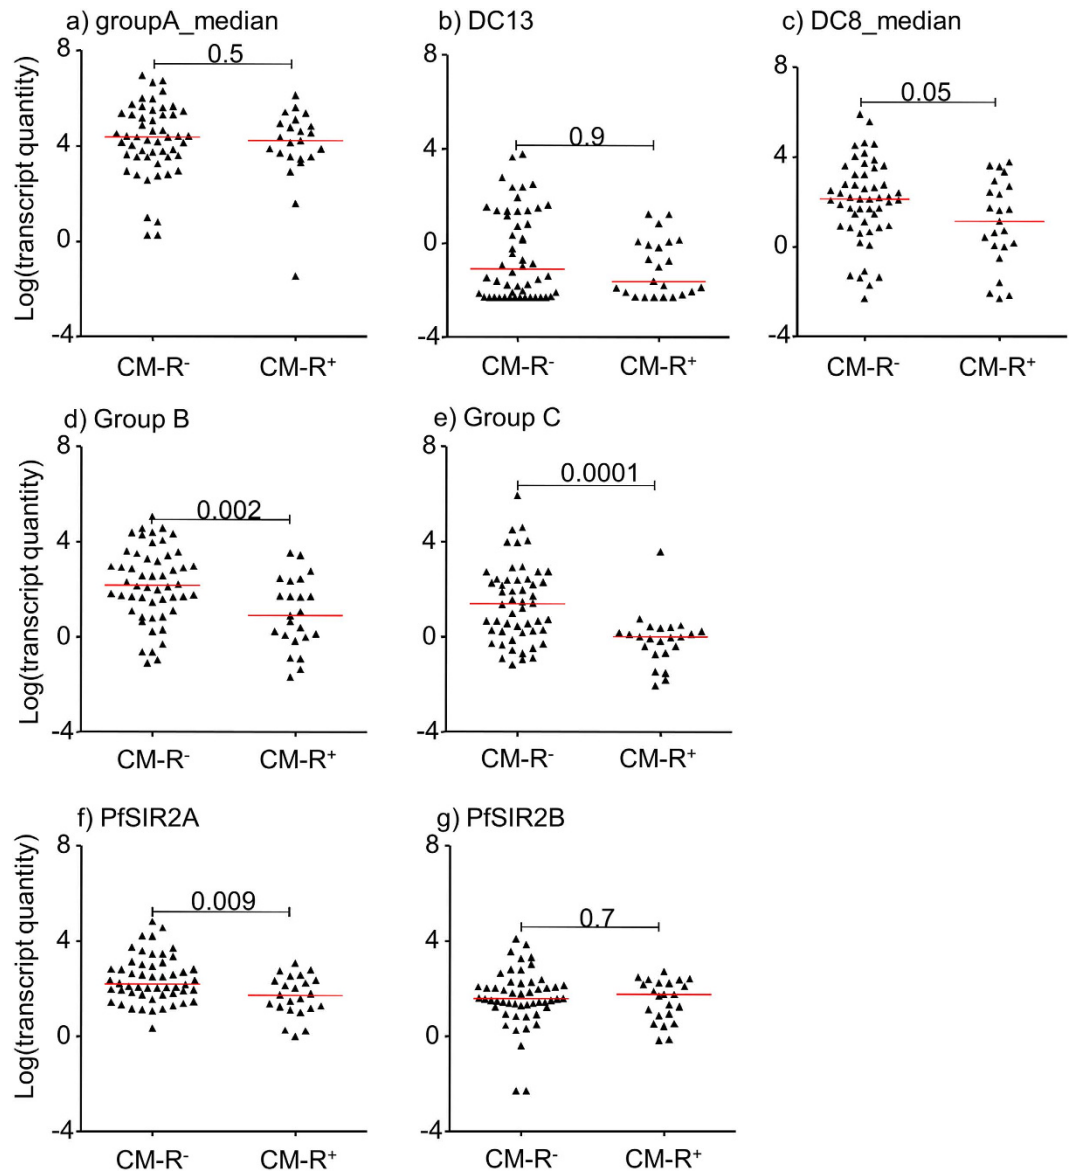 a) groupA_median
b) DC13
c) DC8_median
Log(transcript quantity)
8
4
0
-4
0.5
CM-R⁻
CM-R⁺
8
4
0
-4
0.9
CM-R⁻
CM-R⁺
8
4
0
-4
0.05
CM-R⁻
CM-R⁺
d) Group B
e) Group C
Log(transcript quantity)
8
4
0
-4
0.002
CM-R⁻
CM-R⁺
8
4
0
-4
0.0001
CM-R⁻
CM-R⁺
f) PfSIR2A
g) PfSIR2B
Log(transcript quantity)
8
4
0
-4
0.009
CM-R⁻
CM-R⁺
8
4
0
-4
0.7
CM-R⁻
CM-R⁺